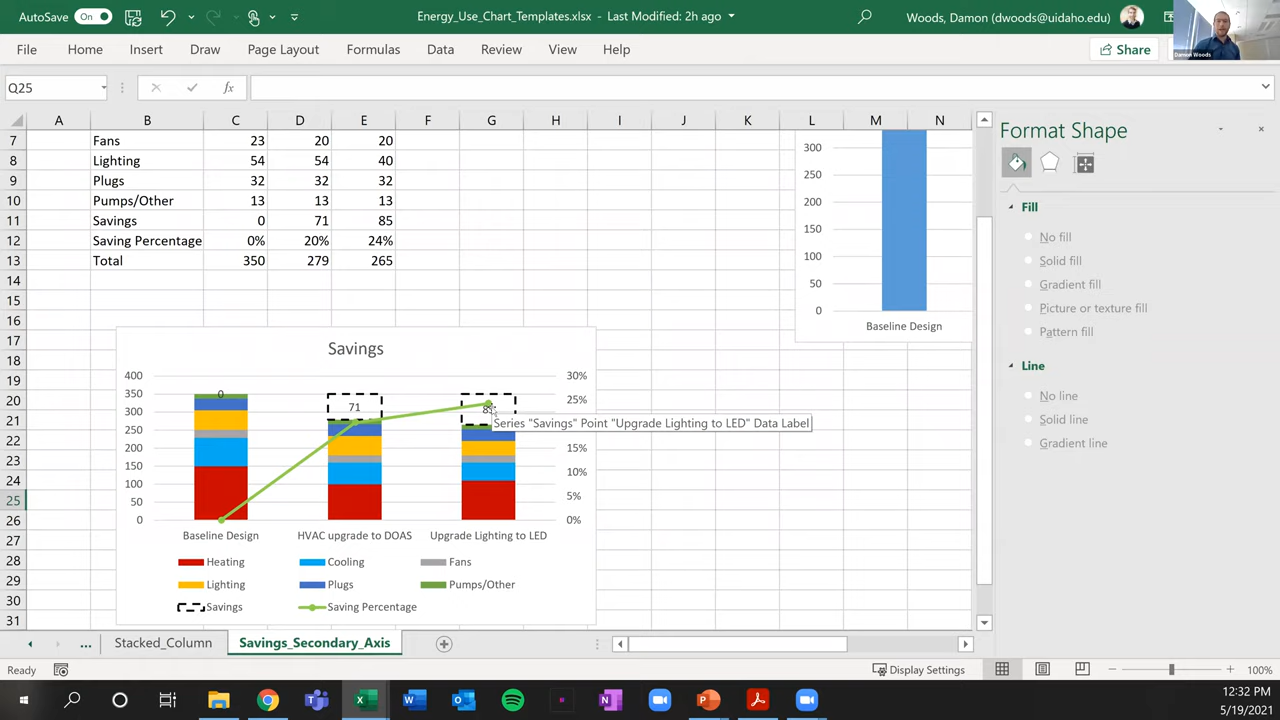 AutoSave On Energy_Use_Chart_Templates.xlsx - Last Modified: 2h ago Woods, Damon (dwoods@uidaho.edu)
File Home Insert Draw Page Layout Formulas Data Review View Help Share
Damon Woods
Q25 fx
A B C D E F G H I J K L M N
7 Fans 23 20 20
8 Lighting 54 54 40
9 Plugs 32 32 32
10 Pumps/Other 13 13 13
11 Savings 0 71 85
12 Saving Percentage 0% 20% 24%
13 Total 350 279 265
14
15
16
17
18
19
20
21
22
23
24
25
26
27
28
29
30
31
300
250
200
150
100
50
0
Baseline Design
Savings
400
350
300
250
200
150
100
50
0
0
71
30%
25%
15%
10%
5%
0%
Series "Savings" Point "Upgrade Lighting to LED" Data Label
Baseline Design HVAC upgrade to DOAS Upgrade Lighting to LED
Heating Cooling Fans
Lighting Plugs Pumps/Other
Savings Saving Percentage
Format Shape
Fill
No fill
Solid fill
Gradient fill
Picture or texture fill
Pattern fill
Line
No line
Solid line
Gradient line
... Stacked_Column Savings_Secondary_Axis
Ready Display Settings 100%
12:32 PM
5/19/2021